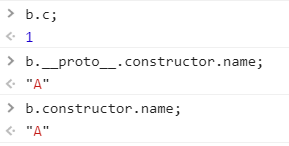 > b.c;
< 1
> b.__proto__.constructor.name;
< "A"
> b.constructor.name;
< "A"